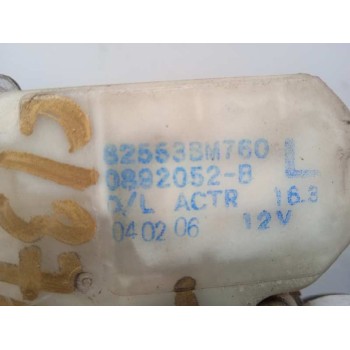 82553BM760 L
0892052-B
D/L ACTR 16.3
04 02 06 12V